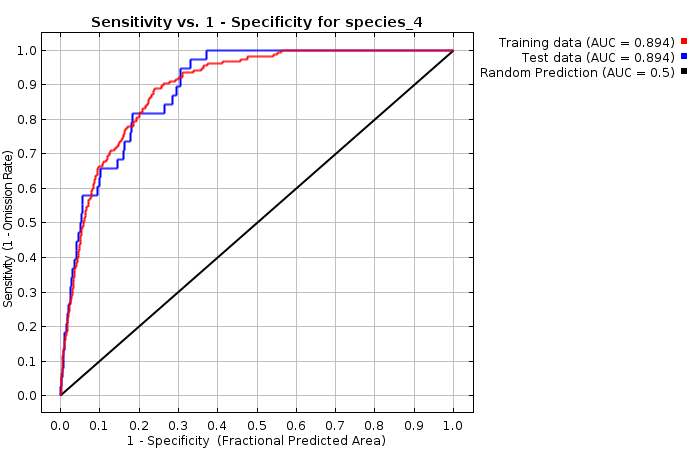 Sensitivity vs. 1 - Specificity for species_4
Training data (AUC = 0.894)
Test data (AUC = 0.894)
Random Prediction (AUC = 0.5)
Sensitivity (1 - Omission Rate)
1.0
0.9
0.8
0.7
0.6
0.5
0.4
0.3
0.2
0.1
0.0
0.0 0.1 0.2 0.3 0.4 0.5 0.6 0.7 0.8 0.9 1.0
1 - Specificity (Fractional Predicted Area)